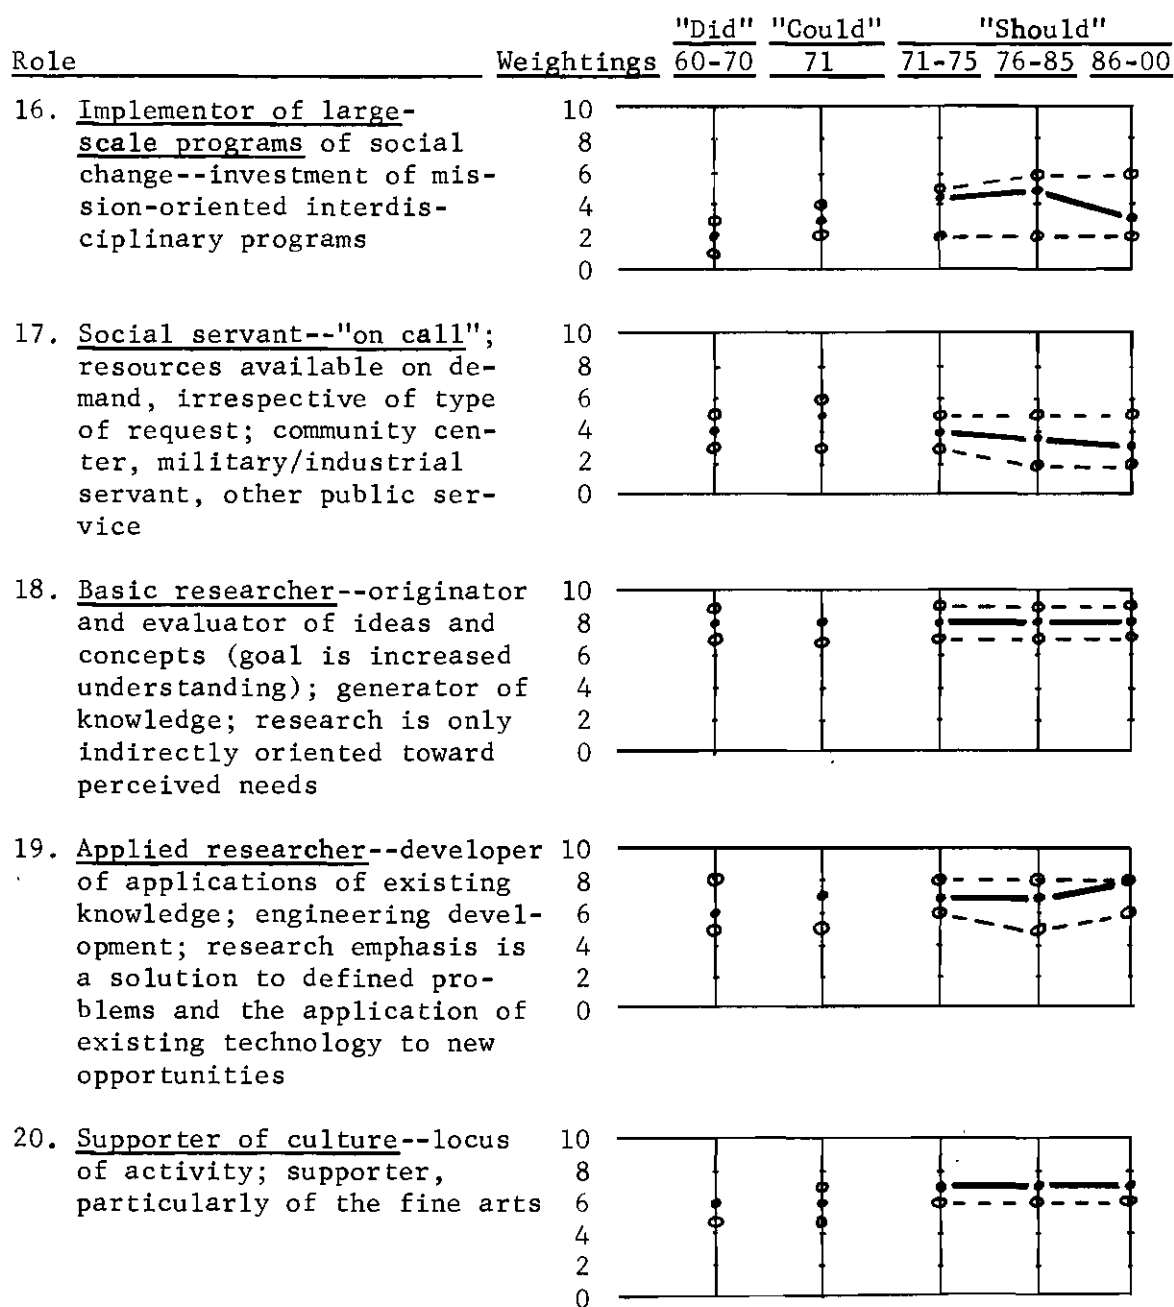 "Did" "Could" "Should"
Role Weightings 60-70 71 71-75 76-85 86-00
16. Implementor of large- 10
scale programs of social 8
change--investment of mis- 6
sion-oriented interdis- 4
ciplinary programs 2
0
17. Social servant--"on call"; 10
resources available on de- 8
mand, irrespective of type 6
of request; community cen- 4
ter, military/industrial 2
servant, other public ser- 0
vice
18. Basic researcher--originator 10
and evaluator of ideas and 8
concepts (goal is increased 6
understanding); generator of 4
knowledge; research is only 2
indirectly oriented toward 0
perceived needs
19. Applied researcher--developer 10
of applications of existing 8
knowledge; engineering devel- 6
opment; research emphasis is 4
a solution to defined pro- 2
blems and the application of 0
existing technology to new
opportunities
20. Supporter of culture--locus 10
of activity; supporter, 8
particularly of the fine arts 6
4
2
0